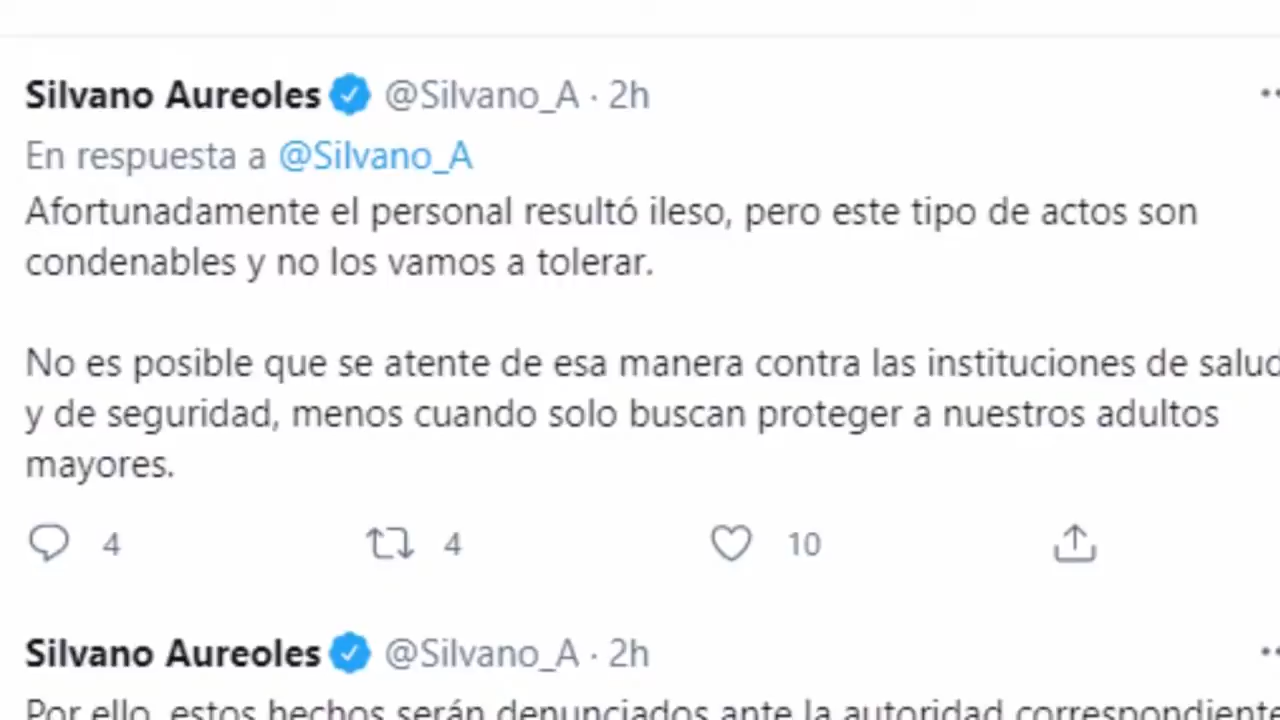 Silvano Aureoles @Silvano_A · 2h
En respuesta a @Silvano_A
Afortunadamente el personal resultó ileso, pero este tipo de actos son
condenables y no los vamos a tolerar.
No es posible que se atente de esa manera contra las instituciones de salud
y de seguridad, menos cuando solo buscan proteger a nuestros adultos
mayores.
4 4 10
Silvano Aureoles @Silvano_A · 2h
Por ello, estos hechos serán denunciados ante la autoridad correspondiente